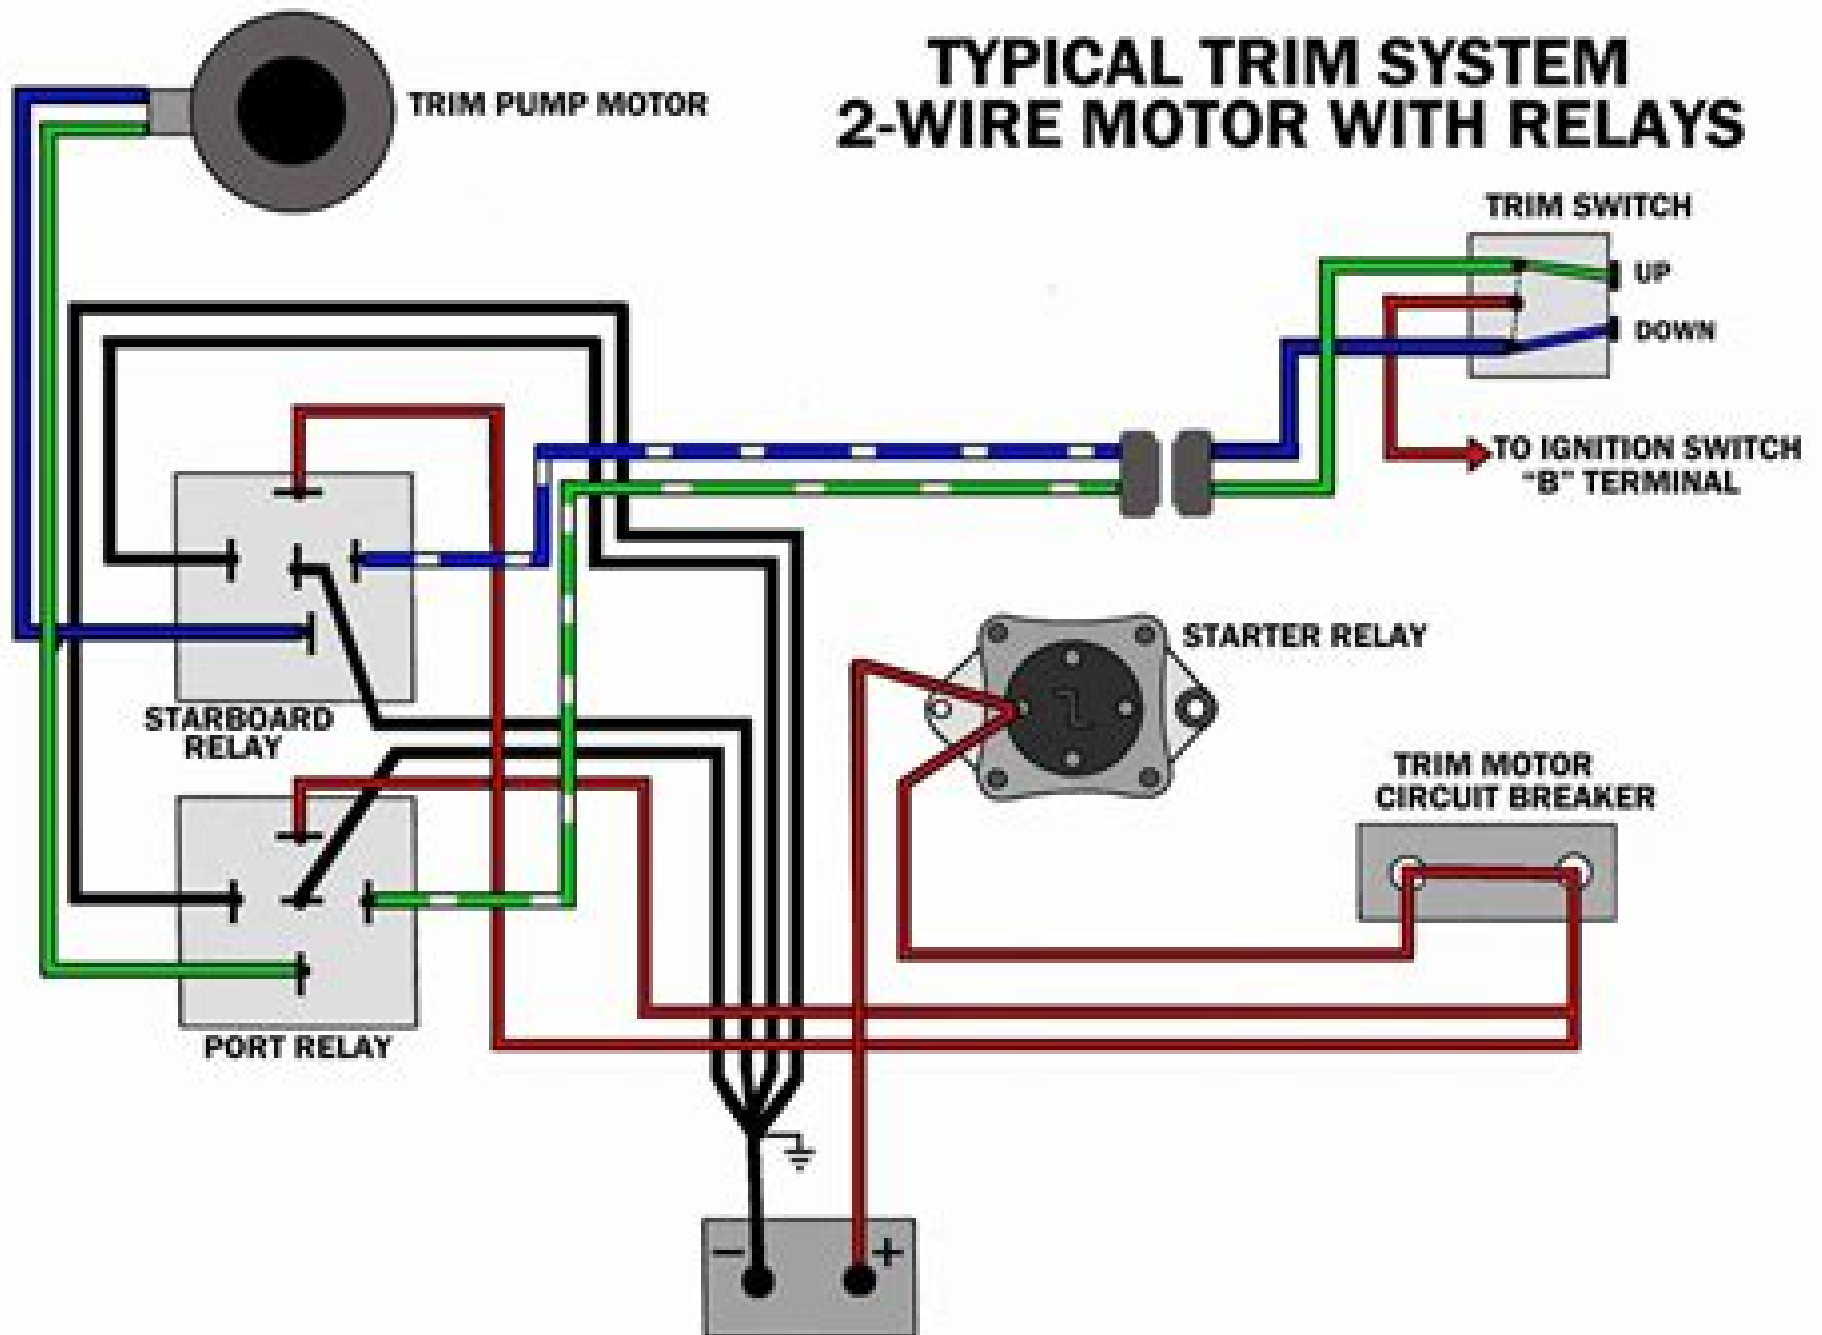 TYPICAL TRIM SYSTEM
2-WIRE MOTOR WITH RELAYS
TRIM PUMP MOTOR
TRIM SWITCH
UP
DOWN
TO IGNITION SWITCH
"B" TERMINAL
STARTER RELAY
STARBOARD
RELAY
TRIM MOTOR
CIRCUIT BREAKER
PORT RELAY
− +